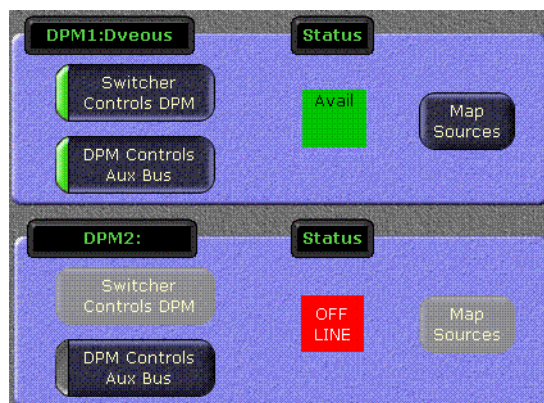 DPM1:Dveous
Status
Switcher
Controls DPM
Avail
Map
Sources
DPM Controls
Aux Bus
DPM2:
Status
Switcher
Controls DPM
OFF
LINE
Map
Sources
DPM Controls
Aux Bus